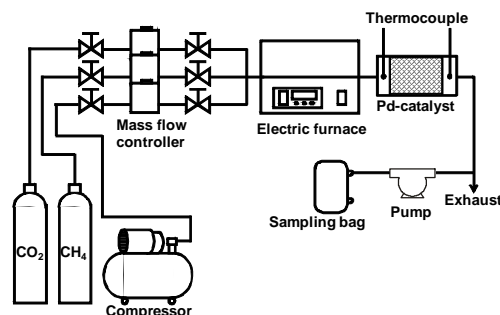 Thermocouple
Pd-catalyst
Mass flow
controller
Electric furnace
Sampling bag
Pump
Exhaust
CO₂
CH₄
Compressor